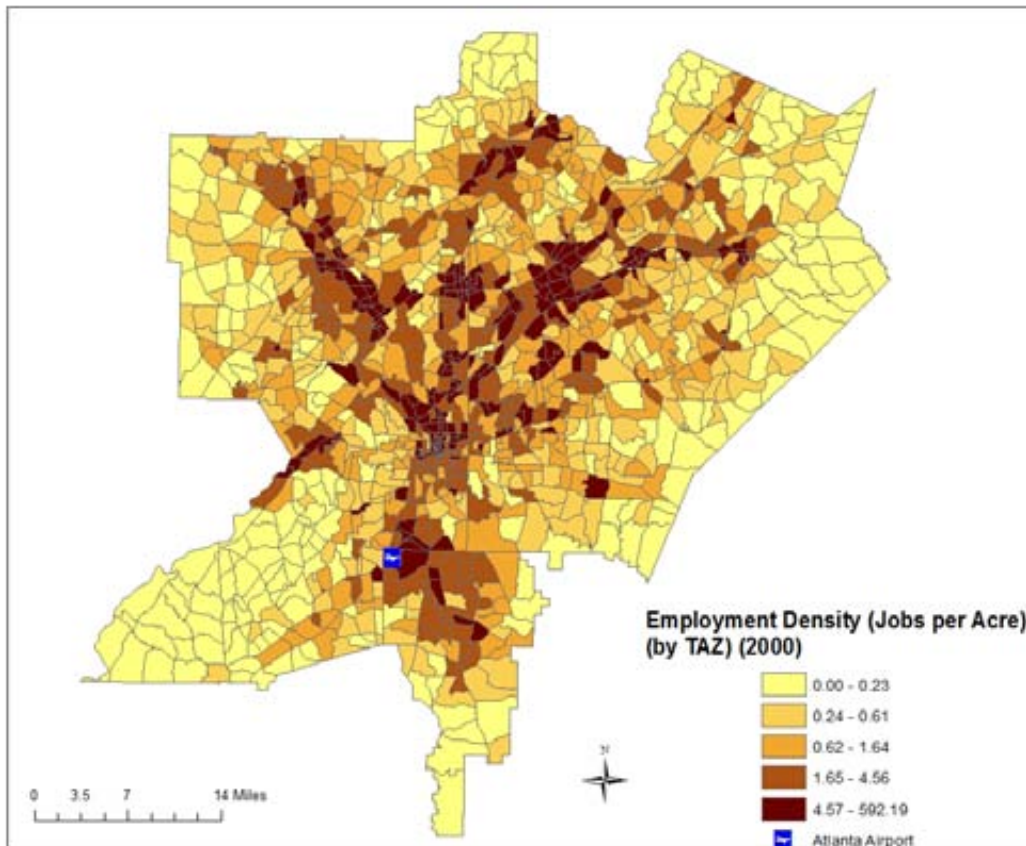 Employment Density (Jobs per Acre)
(by TAZ) (2000)
0.00 - 0.23
0.24 - 0.61
0.62 - 1.64
1.65 - 4.56
4.57 - 592.19
Atlanta Airport
N
0 3.5 7 14 Miles